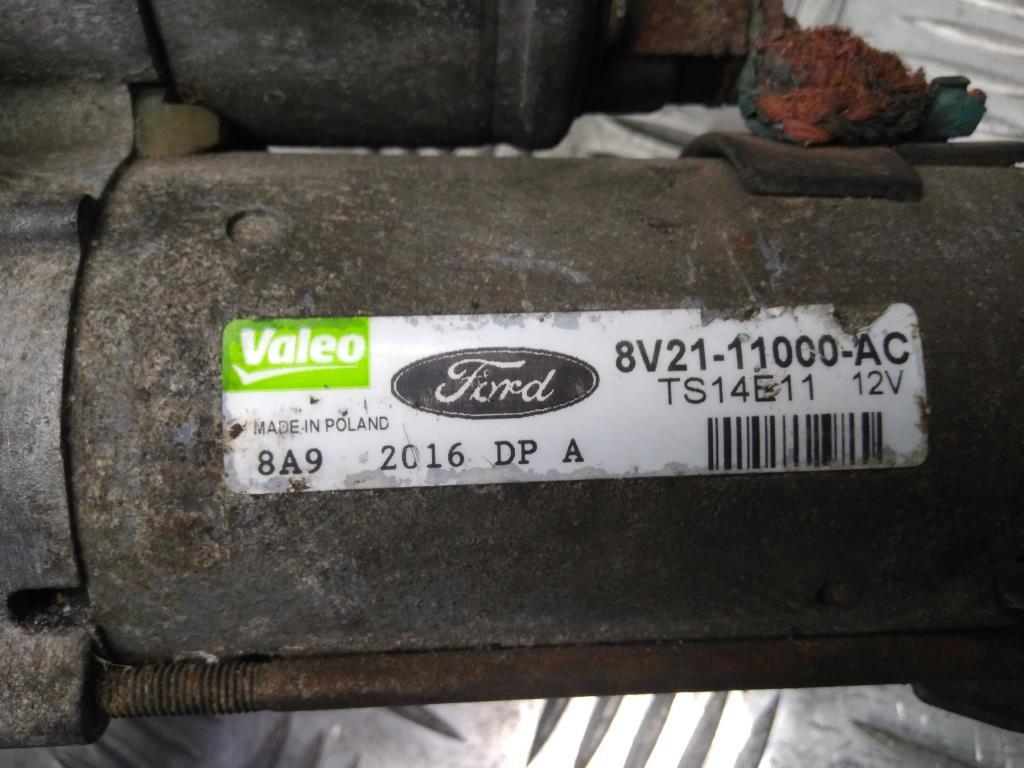 Valeo
Ford
8V21-11000-AC
TS14E11 12V
MADE IN POLAND
8A9 2016 DP A